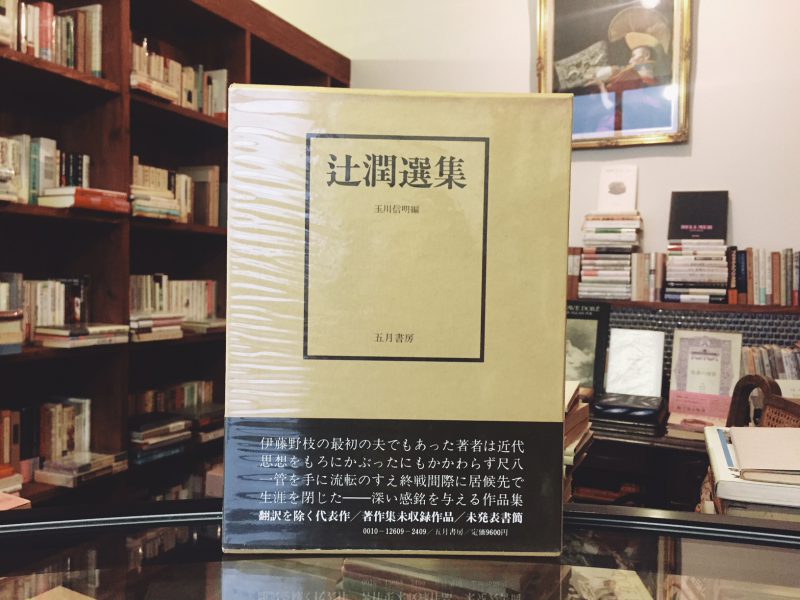 辻潤選集
玉川信明編
五月書房
伊藤野枝の最初の夫でもあった著者は近代
思想をもろにかぶったにもかかわらず尺八
一管を手に流転のすえ終戦間際に居候先で
生涯を閉じた──深い感銘を与える作品集
翻訳を除く代表作／著作集未収録作品／未発表書簡
0010－12609－2409／五月書房／定価9600円